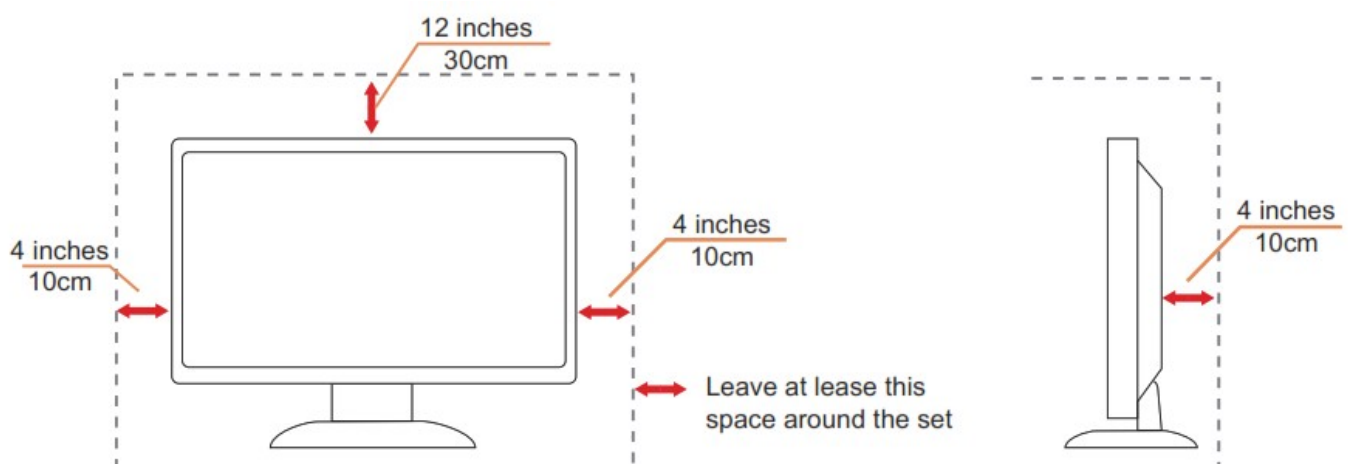 12 inches
30cm
4 inches
10cm
4 inches
10cm
4 inches
10cm
Leave at lease this
space around the set